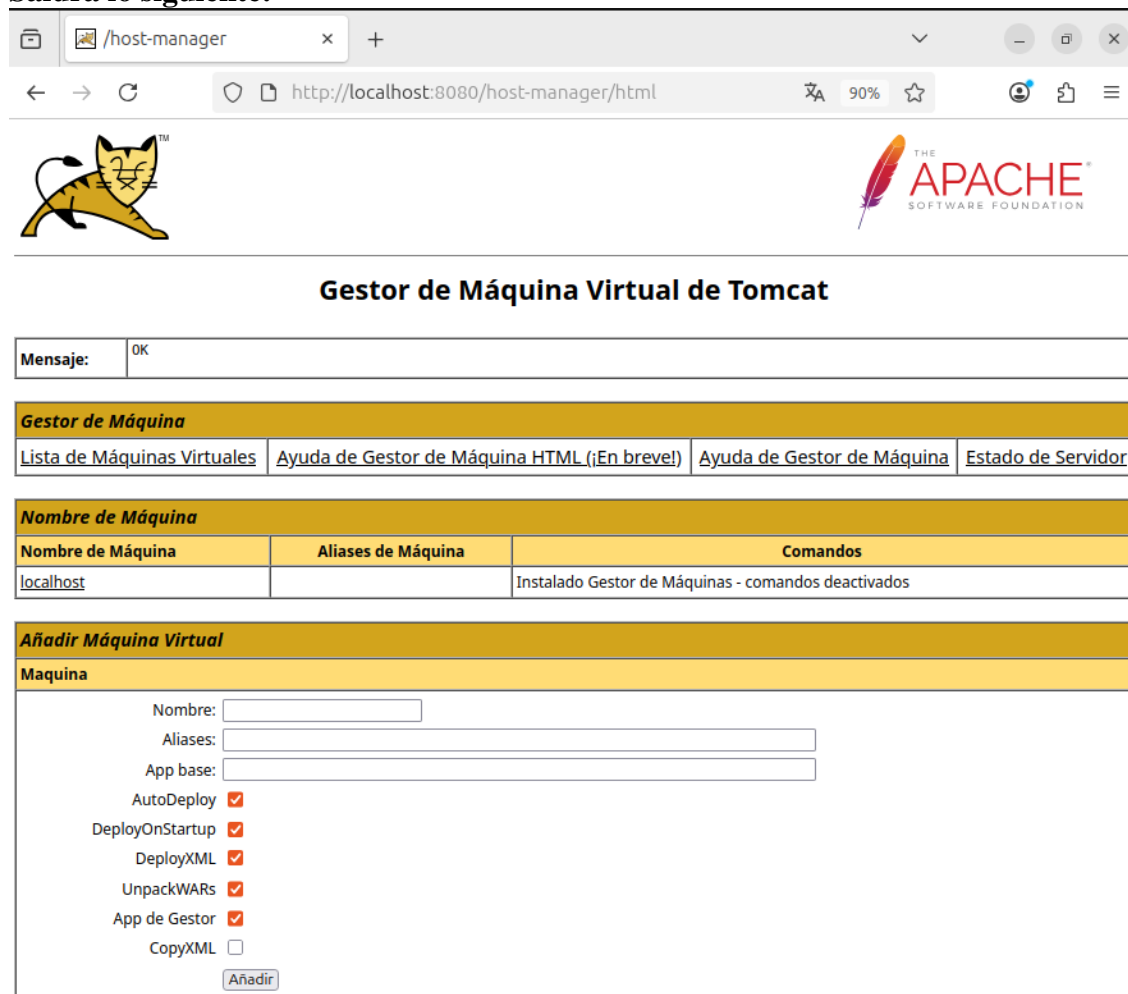 Saldrá lo siguiente:
/host-manager
http://localhost:8080/host-manager/html
90%
TM
THE
APACHE®
SOFTWARE FOUNDATION
Gestor de Máquina Virtual de Tomcat
Mensaje: OK
Gestor de Máquina
Lista de Máquinas Virtuales Ayuda de Gestor de Máquina HTML (¡En breve!) Ayuda de Gestor de Máquina Estado de Servidor
Nombre de Máquina
Nombre de Máquina Aliases de Máquina Comandos
localhost Instalado Gestor de Máquinas - comandos deactivados
Añadir Máquina Virtual
Maquina
Nombre:
Aliases:
App base:
AutoDeploy
DeployOnStartup
DeployXML
UnpackWARs
App de Gestor
CopyXML
Añadir